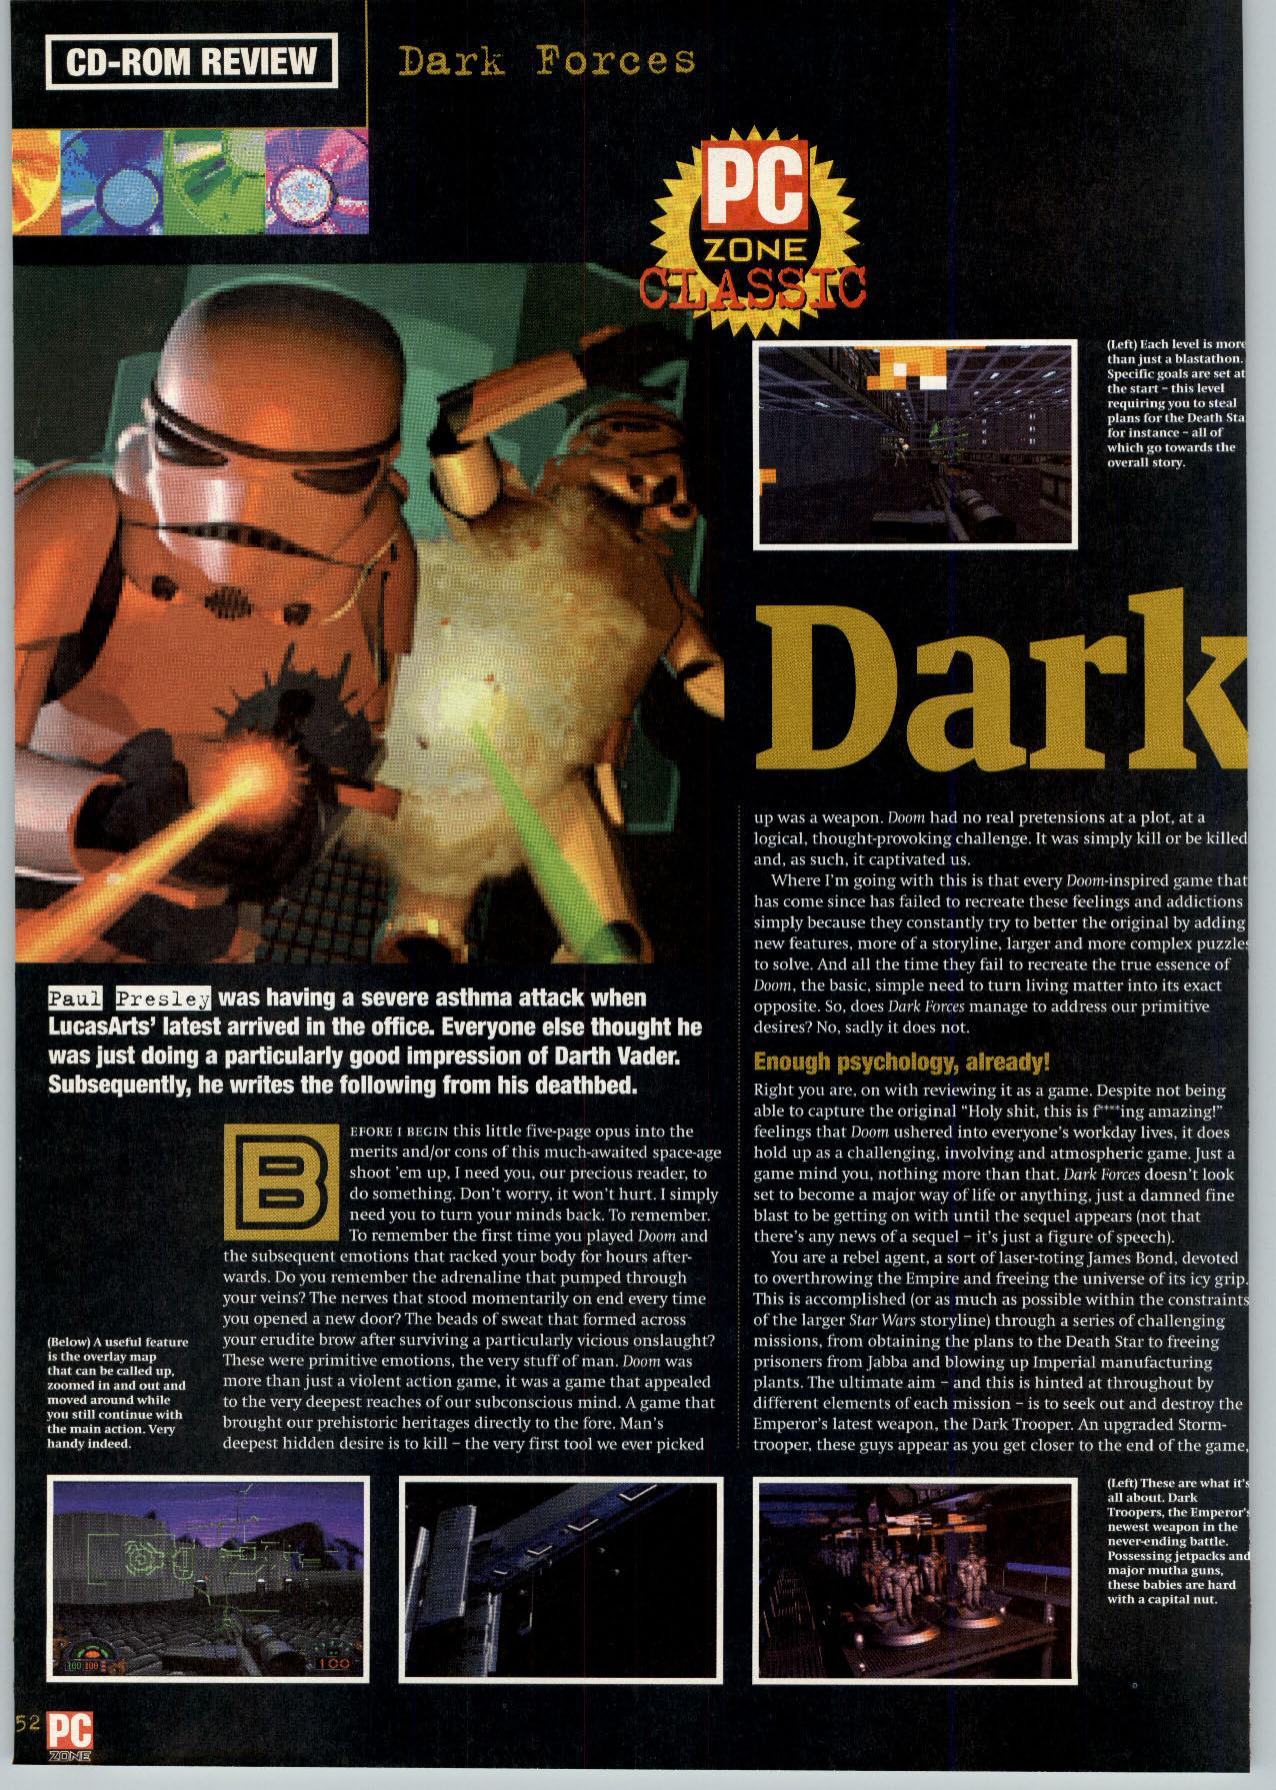 CD-ROM REVIEW
Dark Forces
PC
ZONE
CLASSIC
(Left) Each level is more
than just a blastathon.
Specific goals are set at
the start – this level
requiring you to steal
plans for the Death Sta
for instance – all of
which go towards the
overall story.
Dark
Paul Presley was having a severe asthma attack when
LucasArts' latest arrived in the office. Everyone else thought he
was just doing a particularly good impression of Darth Vader.
Subsequently, he writes the following from his deathbed.
BEFORE I BEGIN this little five-page opus into the
merits and/or cons of this much-awaited space-age
shoot 'em up, I need you, our precious reader, to
do something. Don't worry, it won't hurt. I simply
need you to turn your minds back. To remember.
To remember the first time you played Doom and
the subsequent emotions that racked your body for hours after-
wards. Do you remember the adrenaline that pumped through
your veins? The nerves that stood momentarily on end every time
you opened a new door? The beads of sweat that formed across
your erudite brow after surviving a particularly vicious onslaught?
These were primitive emotions, the very stuff of man. Doom was
more than just a violent action game, it was a game that appealed
to the very deepest reaches of our subconscious mind. A game that
brought our prehistoric heritages directly to the fore. Man's
deepest hidden desire is to kill – the very first tool we ever picked
up was a weapon. Doom had no real pretensions at a plot, at a
logical, thought-provoking challenge. It was simply kill or be killed
and, as such, it captivated us.
Where I'm going with this is that every Doom-inspired game that
has come since has failed to recreate these feelings and addictions
simply because they constantly try to better the original by adding
new features, more of a storyline, larger and more complex puzzles
to solve. And all the time they fail to recreate the true essence of
Doom, the basic, simple need to turn living matter into its exact
opposite. So, does Dark Forces manage to address our primitive
desires? No, sadly it does not.
Enough psychology, already!
Right you are, on with reviewing it as a game. Despite not being
able to capture the original "Holy shit, this is f****ing amazing!"
feelings that Doom ushered into everyone's workday lives, it does
hold up as a challenging, involving and atmospheric game. Just a
game mind you, nothing more than that. Dark Forces doesn't look
set to become a major way of life or anything, just a damned fine
blast to be getting on with until the sequel appears (not that
there's any news of a sequel – it's just a figure of speech).
You are a rebel agent, a sort of laser-toting James Bond, devoted
to overthrowing the Empire and freeing the universe of its icy grip.
This is accomplished (or as much as possible within the constraints
of the larger Star Wars storyline) through a series of challenging
missions, from obtaining the plans to the Death Star to freeing
prisoners from Jabba and blowing up Imperial manufacturing
plants. The ultimate aim – and this is hinted at throughout by
different elements of each mission – is to seek out and destroy the
Emperor's latest weapon, the Dark Trooper. An upgraded Storm-
trooper, these guys appear as you get closer to the end of the game,
(Below) A useful feature
is the overlay map
that can be called up,
zoomed in and out and
moved around while
you still continue with
the main action. Very
handy indeed.
100 100
100
(Left) These are what it's
all about. Dark
Troopers, the Emperor's
newest weapon in the
never-ending battle.
Possessing jetpacks and
major mutha guns,
these babies are hard
with a capital nut.
52
PC
ZONE